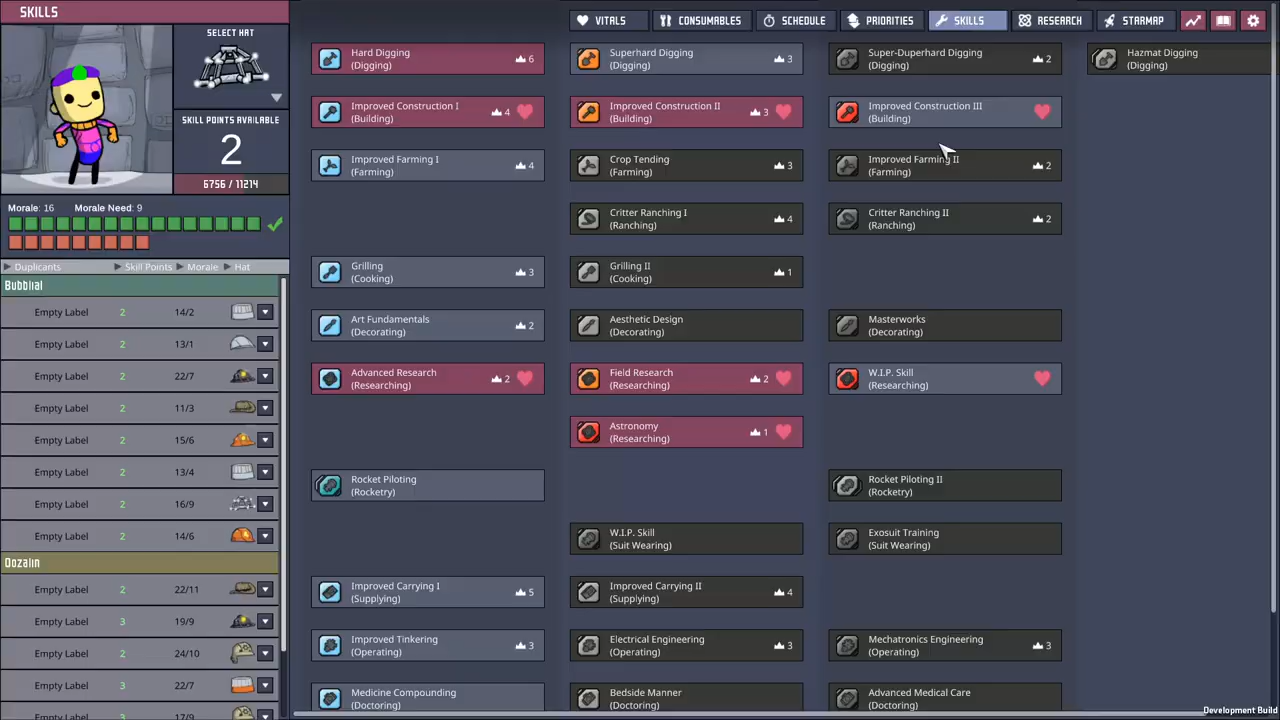 SKILLS
VITALS
CONSUMABLES
SCHEDULE
PRIORITIES
SKILLS
RESEARCH
STARMAP
SELECT HAT
SKILL POINTS AVAILABLE
2
6756 / 11214
Morale: 16 Morale Need: 9
Duplicants Skill Points Morale Hat
Bubblial
Empty Label 2 14/2
Empty Label 2 13/1
Empty Label 2 22/7
Empty Label 2 11/3
Empty Label 2 15/6
Empty Label 2 13/4
Empty Label 2 16/9
Empty Label 2 14/6
Oozalin
Empty Label 2 22/11
Empty Label 3 19/9
Empty Label 2 24/10
Empty Label 3 22/7
Empty Label 3 17/9
Hard Digging
(Digging)
6
Superhard Digging
(Digging)
3
Super-Duperhard Digging
(Digging)
2
Hazmat Digging
(Digging)
Improved Construction I
(Building)
4
Improved Construction II
(Building)
3
Improved Construction III
(Building)
Improved Farming I
(Farming)
4
Crop Tending
(Farming)
3
Improved Farming II
(Farming)
2
Critter Ranching I
(Ranching)
4
Critter Ranching II
(Ranching)
2
Grilling
(Cooking)
3
Grilling II
(Cooking)
1
Art Fundamentals
(Decorating)
2
Aesthetic Design
(Decorating)
Masterworks
(Decorating)
Advanced Research
(Researching)
2
Field Research
(Researching)
2
W.I.P. Skill
(Researching)
Astronomy
(Researching)
1
Rocket Piloting
(Rocketry)
Rocket Piloting II
(Rocketry)
W.I.P. Skill
(Suit Wearing)
Exosuit Training
(Suit Wearing)
Improved Carrying I
(Supplying)
5
Improved Carrying II
(Supplying)
4
Improved Tinkering
(Operating)
3
Electrical Engineering
(Operating)
3
Mechatronics Engineering
(Operating)
3
Medicine Compounding
(Doctoring)
Bedside Manner
(Doctoring)
Advanced Medical Care
(Doctoring)
Development Build